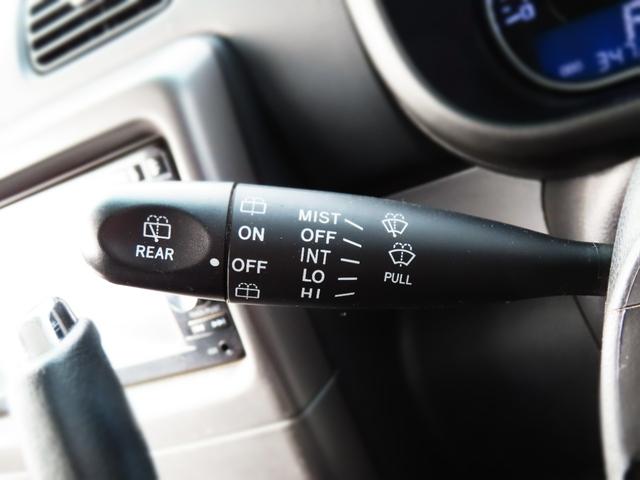 REAR
ON
OFF
MIST
OFF
INT
LO
HI
PULL